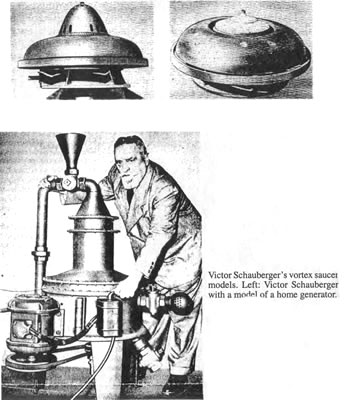 Victor Schauberger's vortex saucer
models. Left: Victor Schauberger
with a model of a home generator.